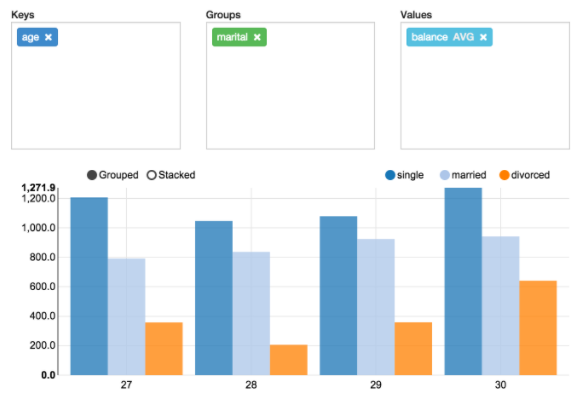 Keys Groups Values
age × marital × balance AVG ×
Grouped Stacked single married divorced
1,271.9
1,200.0
1,000.0
800.0
600.0
400.0
200.0
0.0
27 28 29 30